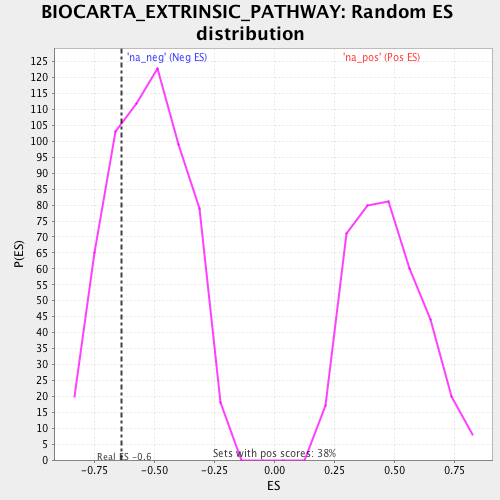 BIOCARTA_EXTRINSIC_PATHWAY: Random ES
distribution
'na_neg' (Neg ES)
'na_pos' (Pos ES)
P(ES)
125
120
115
110
105
100
95
90
85
80
75
70
65
60
55
50
45
40
35
30
25
20
15
10
5
0
Real ES -0.6
Sets with pos scores: 38%
-0.75 -0.50 -0.25 0.00 0.25 0.50 0.75
ES